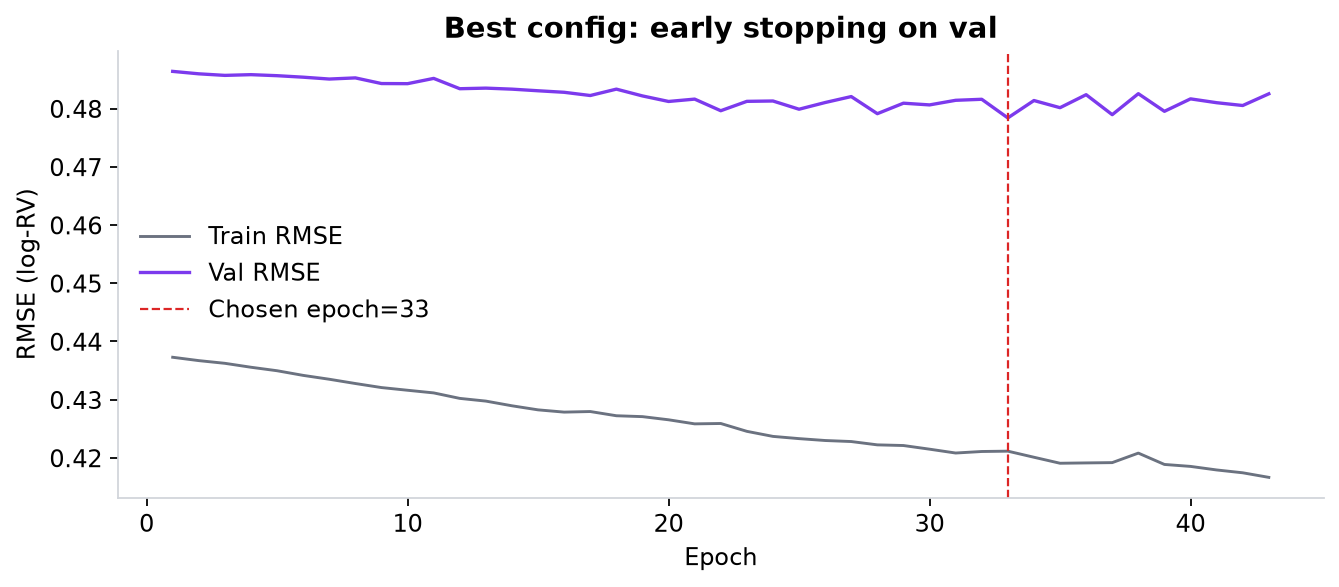 Best config: early stopping on val
RMSE (log-RV)
0.48
0.47
0.46
0.45
0.44
0.43
0.42
Train RMSE
Val RMSE
Chosen epoch=33
0 10 20 30 40
Epoch